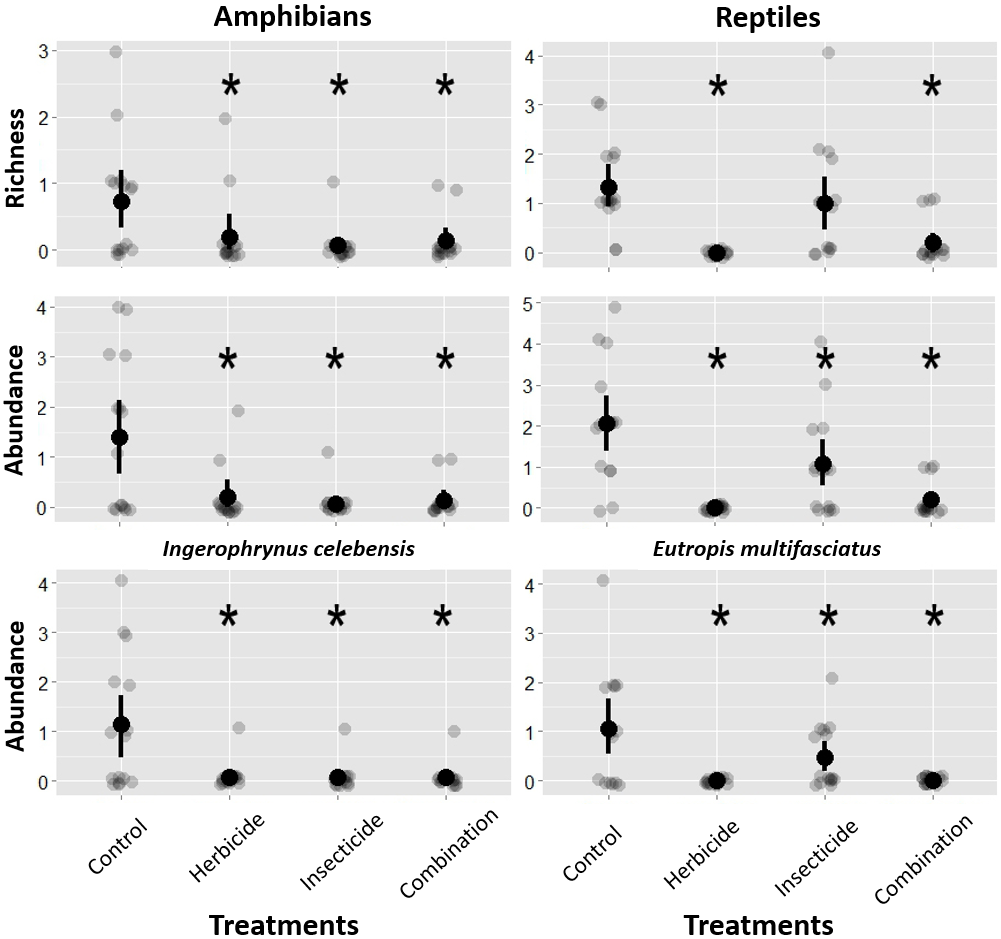 Amphibians Reptiles
Richness
3
2
1
0
* * *
4
3
2
1
0
* *
Abundance
4
3
2
1
0
* * *
5
4
3
2
1
0
* * *
Ingerophrynus celebensis Eutropis multifasciatus
Abundance
4
3
2
1
0
* * *
4
3
2
1
0
* * *
Control Herbicide Insecticide Combination Control Herbicide Insecticide Combination
Treatments Treatments